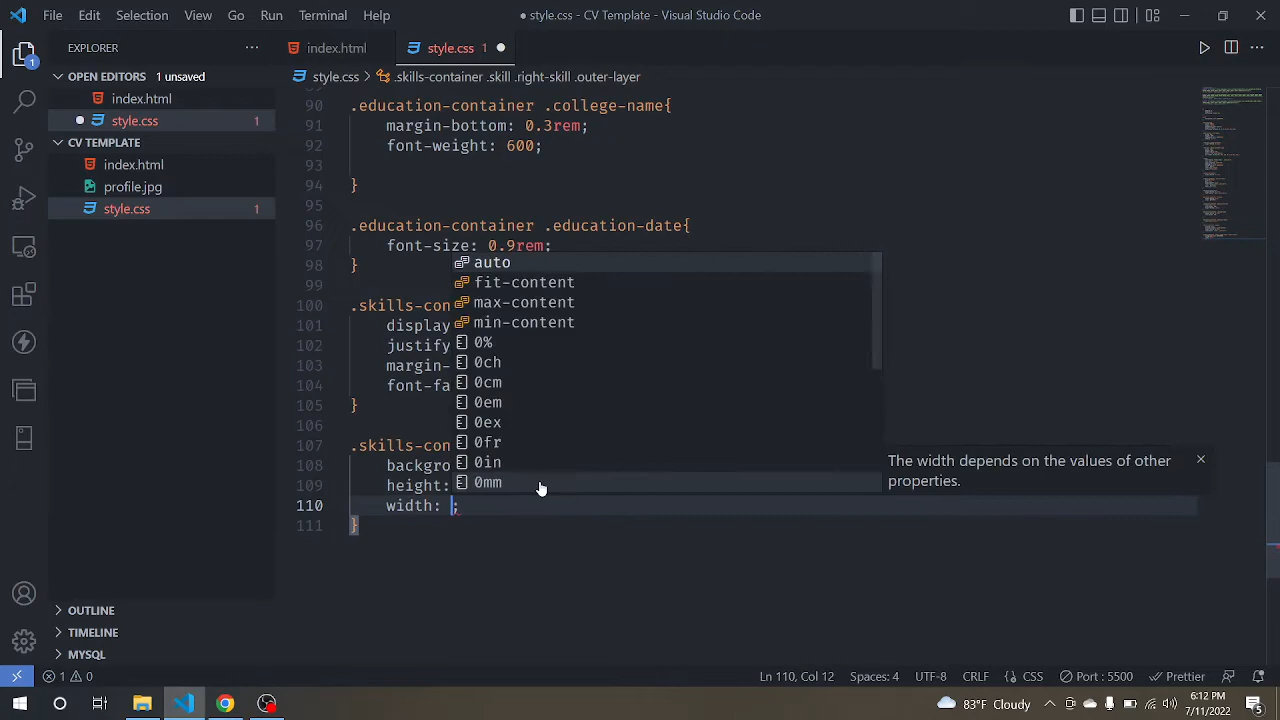 File Edit Selection View Go Run Terminal Help
● style.css - CV Template - Visual Studio Code
EXPLORER
index.html
style.css 1
OPEN EDITORS 1 unsaved
style.css > .skills-container .skill .right-skill .outer-layer
index.html
style.css 1
CV TEMPLATE
index.html
profile.jpg
style.css 1
OUTLINE
TIMELINE
MYSQL
90 .education-container .college-name{
91 margin-bottom: 0.3rem;
92 font-weight: 600;
93
94 }
95
96 .education-container .education-date{
97 font-size: 0.9rem;
98 }
99
100 .skills-con
101 display
102 justify
103 margin-
104 font-fa
105 }
106
107 .skills-con
108 backgro
109 height:
110 width: ;
111 }
auto
fit-content
max-content
min-content
0%
0ch
0cm
0em
0ex
0fr
0in
0mm
The width depends on the values of other
properties.
1
1 0
Ln 110, Col 12 Spaces: 4 UTF-8 CRLF CSS Port : 5500 Prettier
88°F Cloudy
6:12 PM
7/11/2022
5